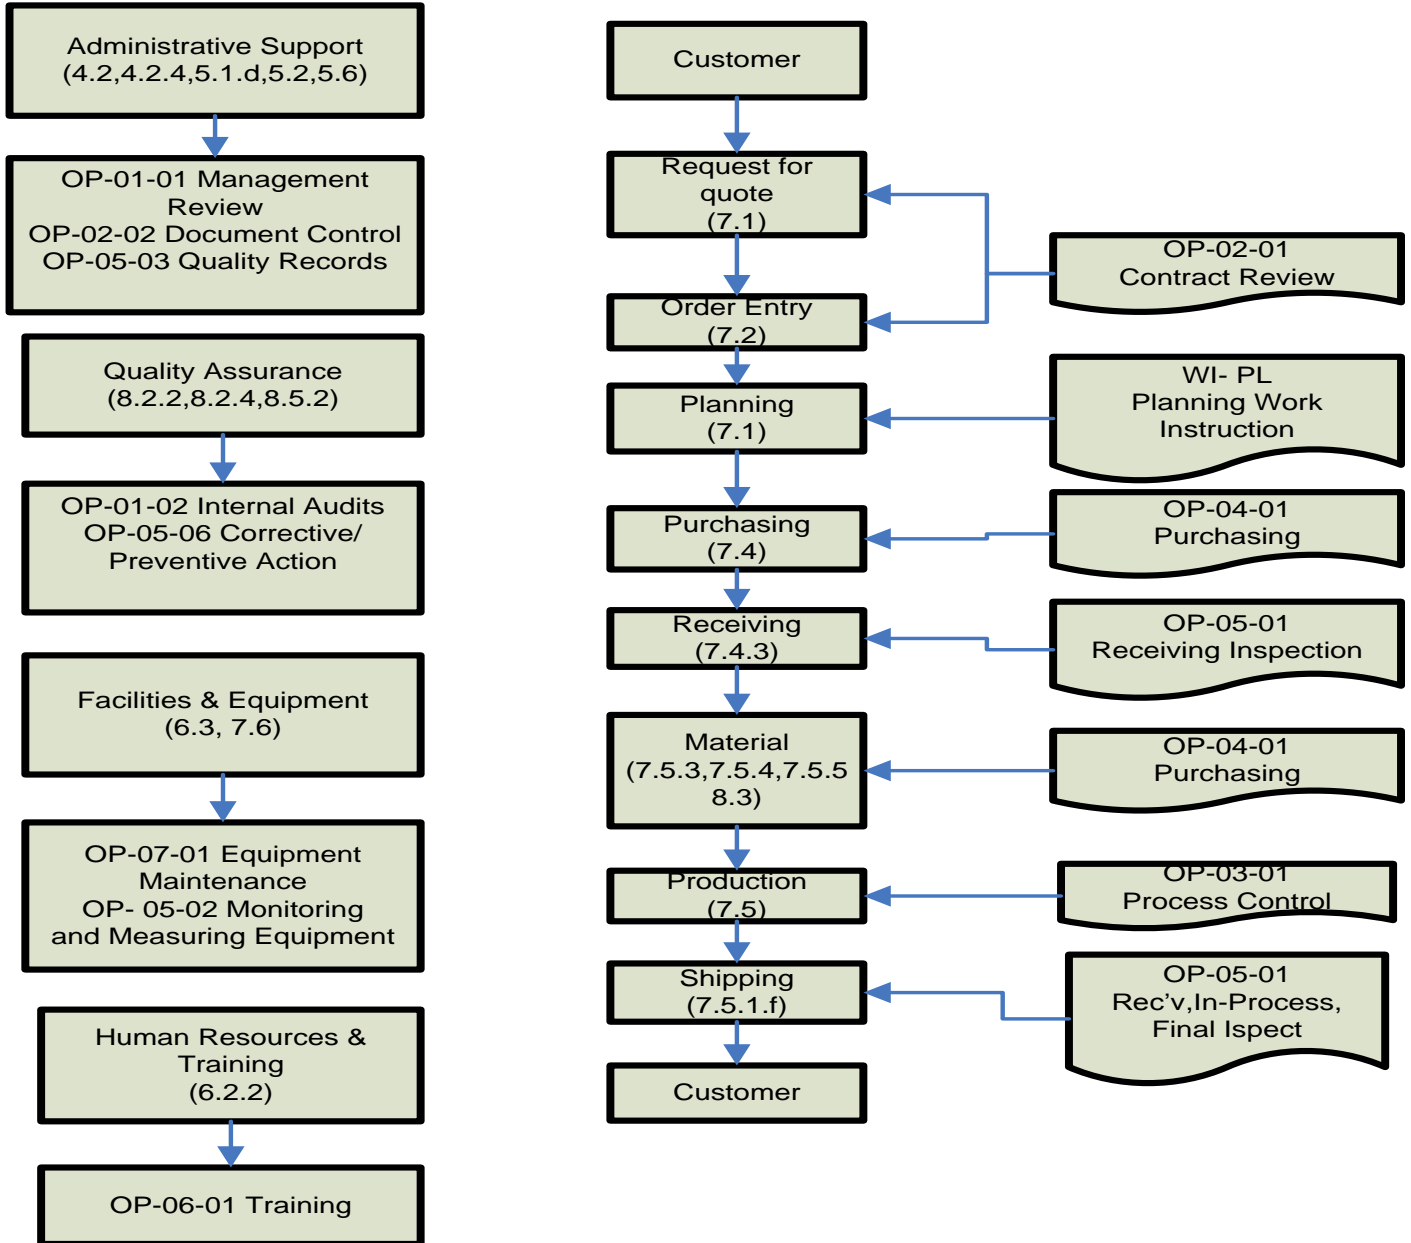 Administrative Support
(4.2,4.2.4,5.1.d,5.2,5.6)
OP-01-01 Management
Review
OP-02-02 Document Control
OP-05-03 Quality Records
Quality Assurance
(8.2.2,8.2.4,8.5.2)
OP-01-02 Internal Audits
OP-05-06 Corrective/
Preventive Action
Facilities & Equipment
(6.3, 7.6)
OP-07-01 Equipment
Maintenance
OP- 05-02 Monitoring
and Measuring Equipment
Human Resources &
Training
(6.2.2)
OP-06-01 Training
Customer
Request for
quote
(7.1)
Order Entry
(7.2)
Planning
(7.1)
Purchasing
(7.4)
Receiving
(7.4.3)
Material
(7.5.3,7.5.4,7.5.5
8.3)
Production
(7.5)
Shipping
(7.5.1.f)
Customer
OP-02-01
Contract Review
WI- PL
Planning Work
Instruction
OP-04-01
Purchasing
OP-05-01
Receiving Inspection
OP-04-01
Purchasing
OP-03-01
Process Control
OP-05-01
Rec’v,In-Process,
Final Ispect